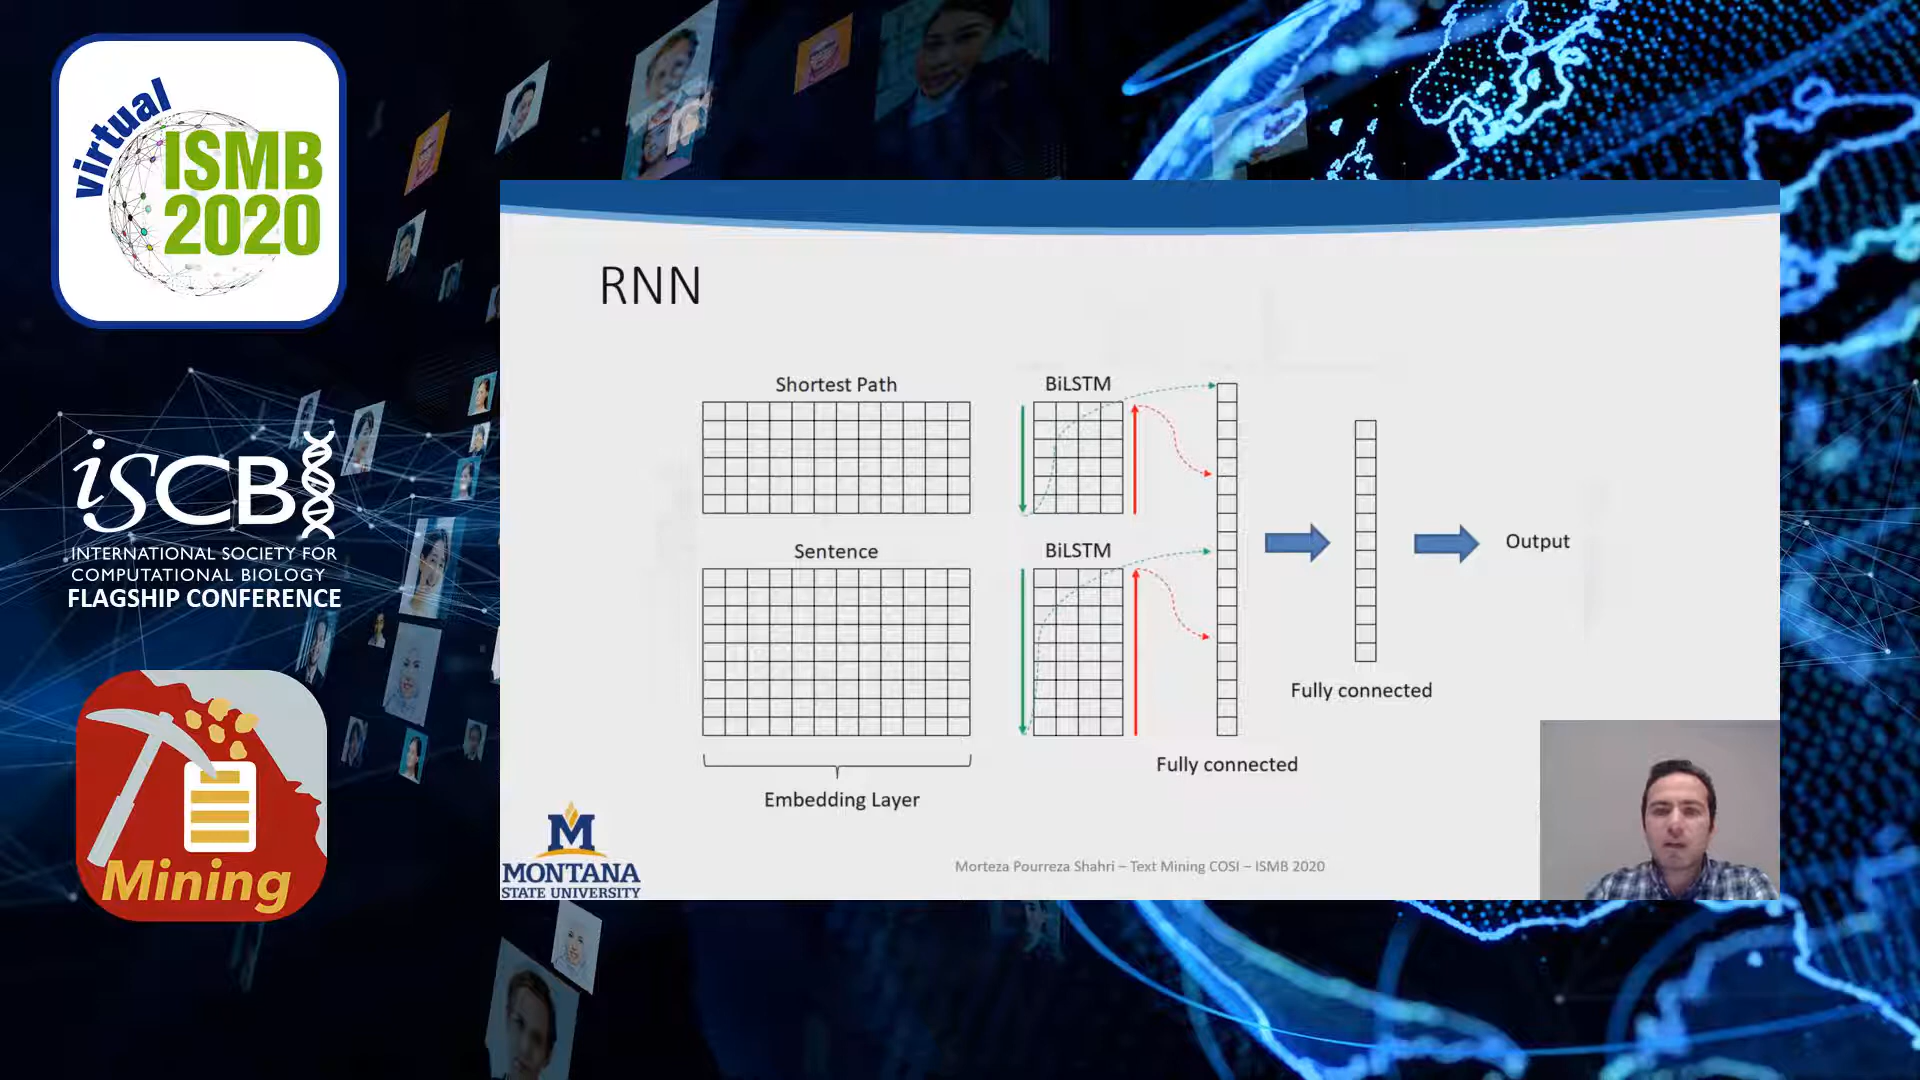 virtual
ISMB
2020
iSCB
INTERNATIONAL SOCIETY FOR
COMPUTATIONAL BIOLOGY
FLAGSHIP CONFERENCE
Mining
RNN
Shortest Path
BiLSTM
Sentence
BiLSTM
Output
Fully connected
Fully connected
Embedding Layer
M
MONTANA
STATE UNIVERSITY
Morteza Pourreza Shahri – Text Mining COSI – ISMB 2020